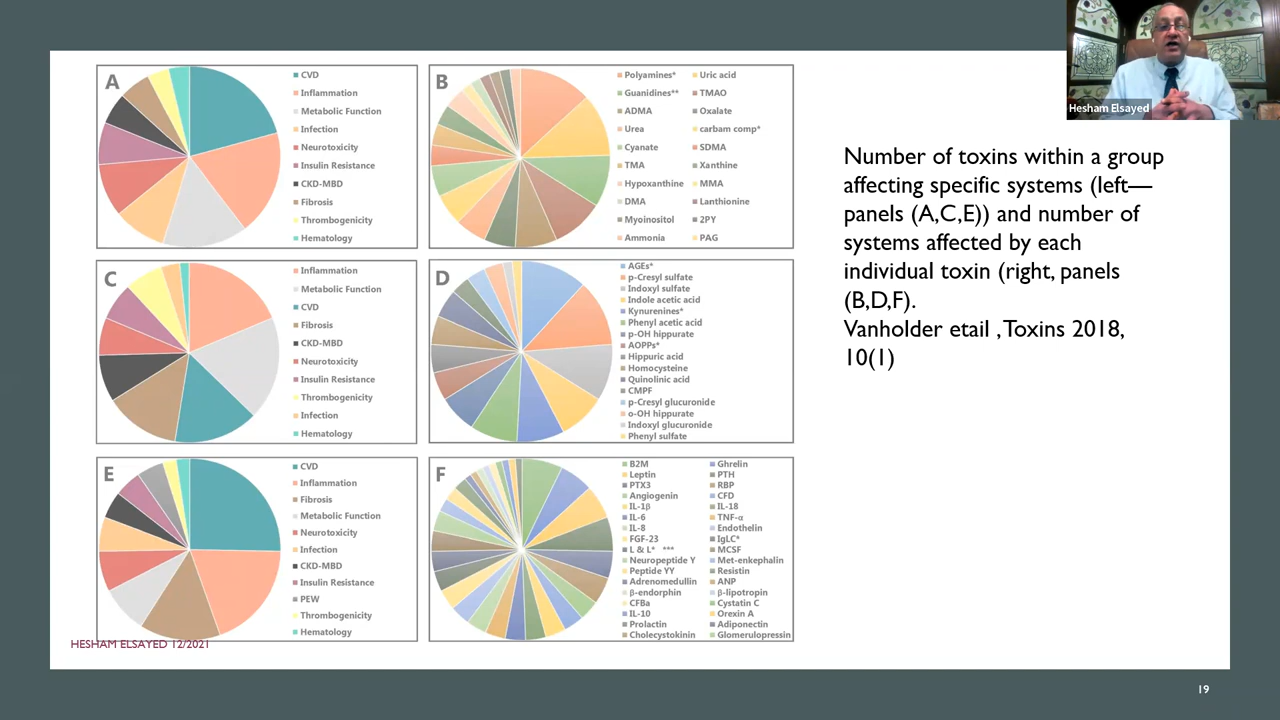 Hesham Elsayed
A
CVD
Inflammation
Metabolic Function
Infection
Neurotoxicity
Insulin Resistance
CKD-MBD
Fibrosis
Thrombogenicity
Hematology
B
Polyamines* Uric acid
Guanidines** TMAO
ADMA Oxalate
Urea carbam comp*
Cyanate SDMA
TMA Xanthine
Hypoxanthine MMA
DMA Lanthionine
Myoinositol 2PY
Ammonia PAG
C
Inflammation
Metabolic Function
CVD
Fibrosis
CKD-MBD
Neurotoxicity
Insulin Resistance
Thrombogenicity
Infection
Hematology
D
AGEs*
p-Cresyl sulfate
Indoxyl sulfate
Indole acetic acid
Kynurenines*
Phenyl acetic acid
p-OH hippurate
AOPPs*
Hippuric acid
Homocysteine
Quinolinic acid
CMPF
p-Cresyl glucuronide
o-OH hippurate
Indoxyl glucuronide
Phenyl sulfate
E
CVD
Inflammation
Fibrosis
Metabolic Function
Neurotoxicity
Infection
CKD-MBD
Insulin Resistance
PEW
Thrombogenicity
Hematology
F
B2M Ghrelin
Leptin PTH
PTX3 RBP
Angiogenin CFD
IL-1β IL-18
IL-6 TNF-α
IL-8 Endothelin
FGF-23 IgLC*
L & L* *** MCSF
Neuropeptide Y Met-enkephalin
Peptide YY Resistin
Adrenomedullin ANP
β-endorphin β-lipotropin
CFBa Cystatin C
IL-10 Orexin A
Prolactin Adiponectin
Cholecystokinin Glomerulopressin
Number of toxins within a group
affecting specific systems (left—
panels (A,C,E)) and number of
systems affected by each
individual toxin (right, panels
(B,D,F).
Vanholder etail , Toxins 2018,
10(1)
HESHAM ELSAYED 12/2021
19